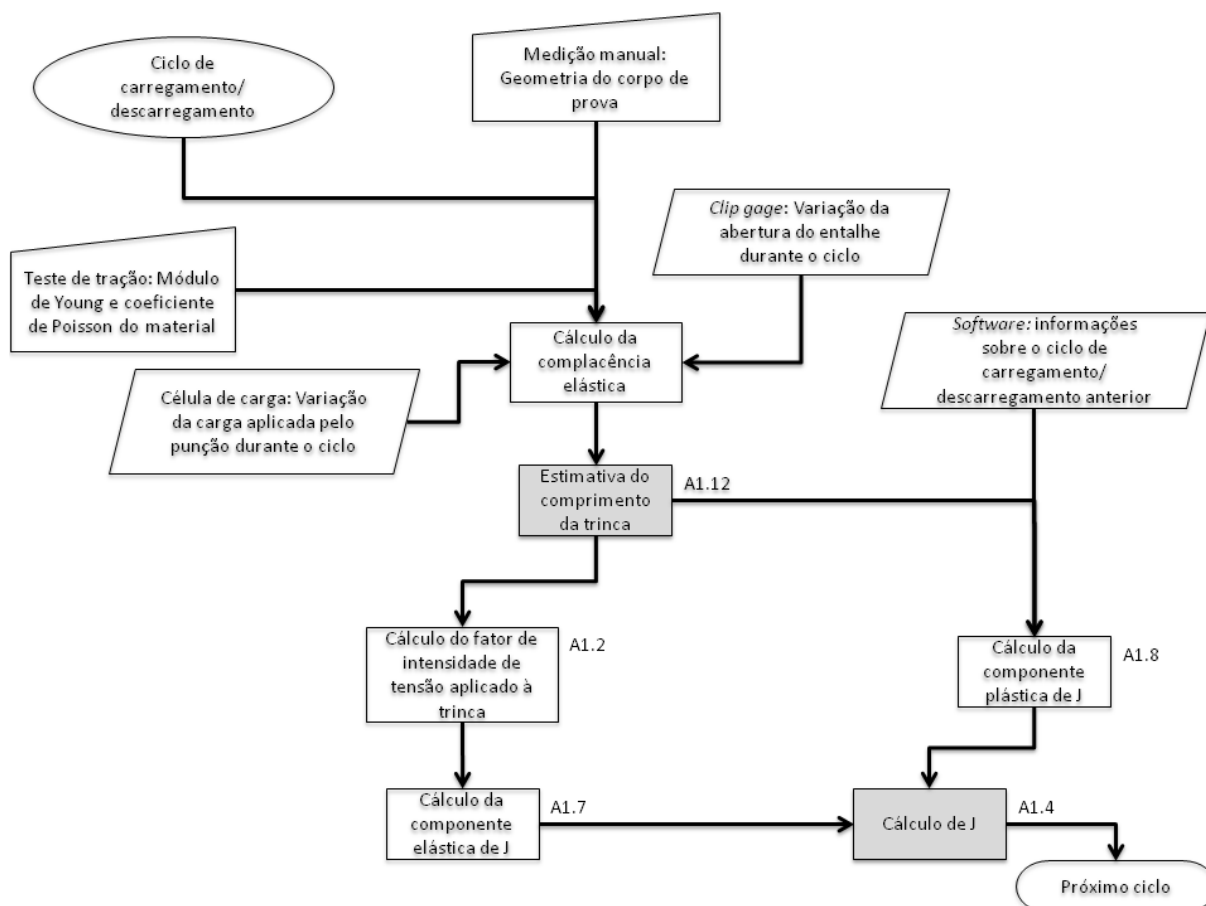 Medição manual:
Geometria do corpo de
prova
Ciclo de
carregamento/
descarregamento
Clip gage: Variação da
abertura do entalhe
durante o ciclo
Teste de tração: Módulo
de Young e coeficiente
de Poisson do material
Software: informações
sobre o ciclo de
carregamento/
descarregamento anterior
Cálculo da
complacência
elástica
Célula de carga: Variação
da carga aplicada pelo
punção durante o ciclo
Estimativa do
comprimento
da trinca
A1.12
Cálculo do fator de
intensidade de
tensão aplicado à
trinca
A1.2
Cálculo da
componente
plástica de J
A1.8
Cálculo da
componente
elástica de J
A1.7
Cálculo de J
A1.4
Próximo ciclo